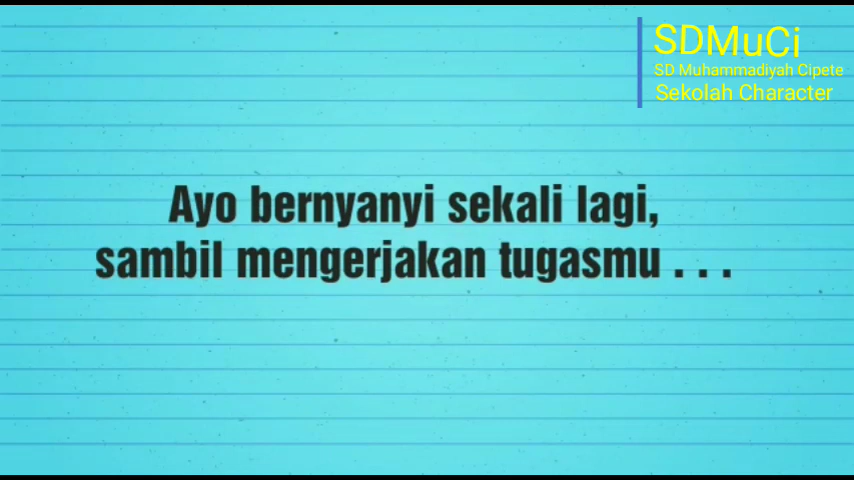 SDMuCi
SD Muhammadiyah Cipete
Sekolah Character
Ayo bernyanyi sekali lagi,
sambil mengerjakan tugasmu . . .